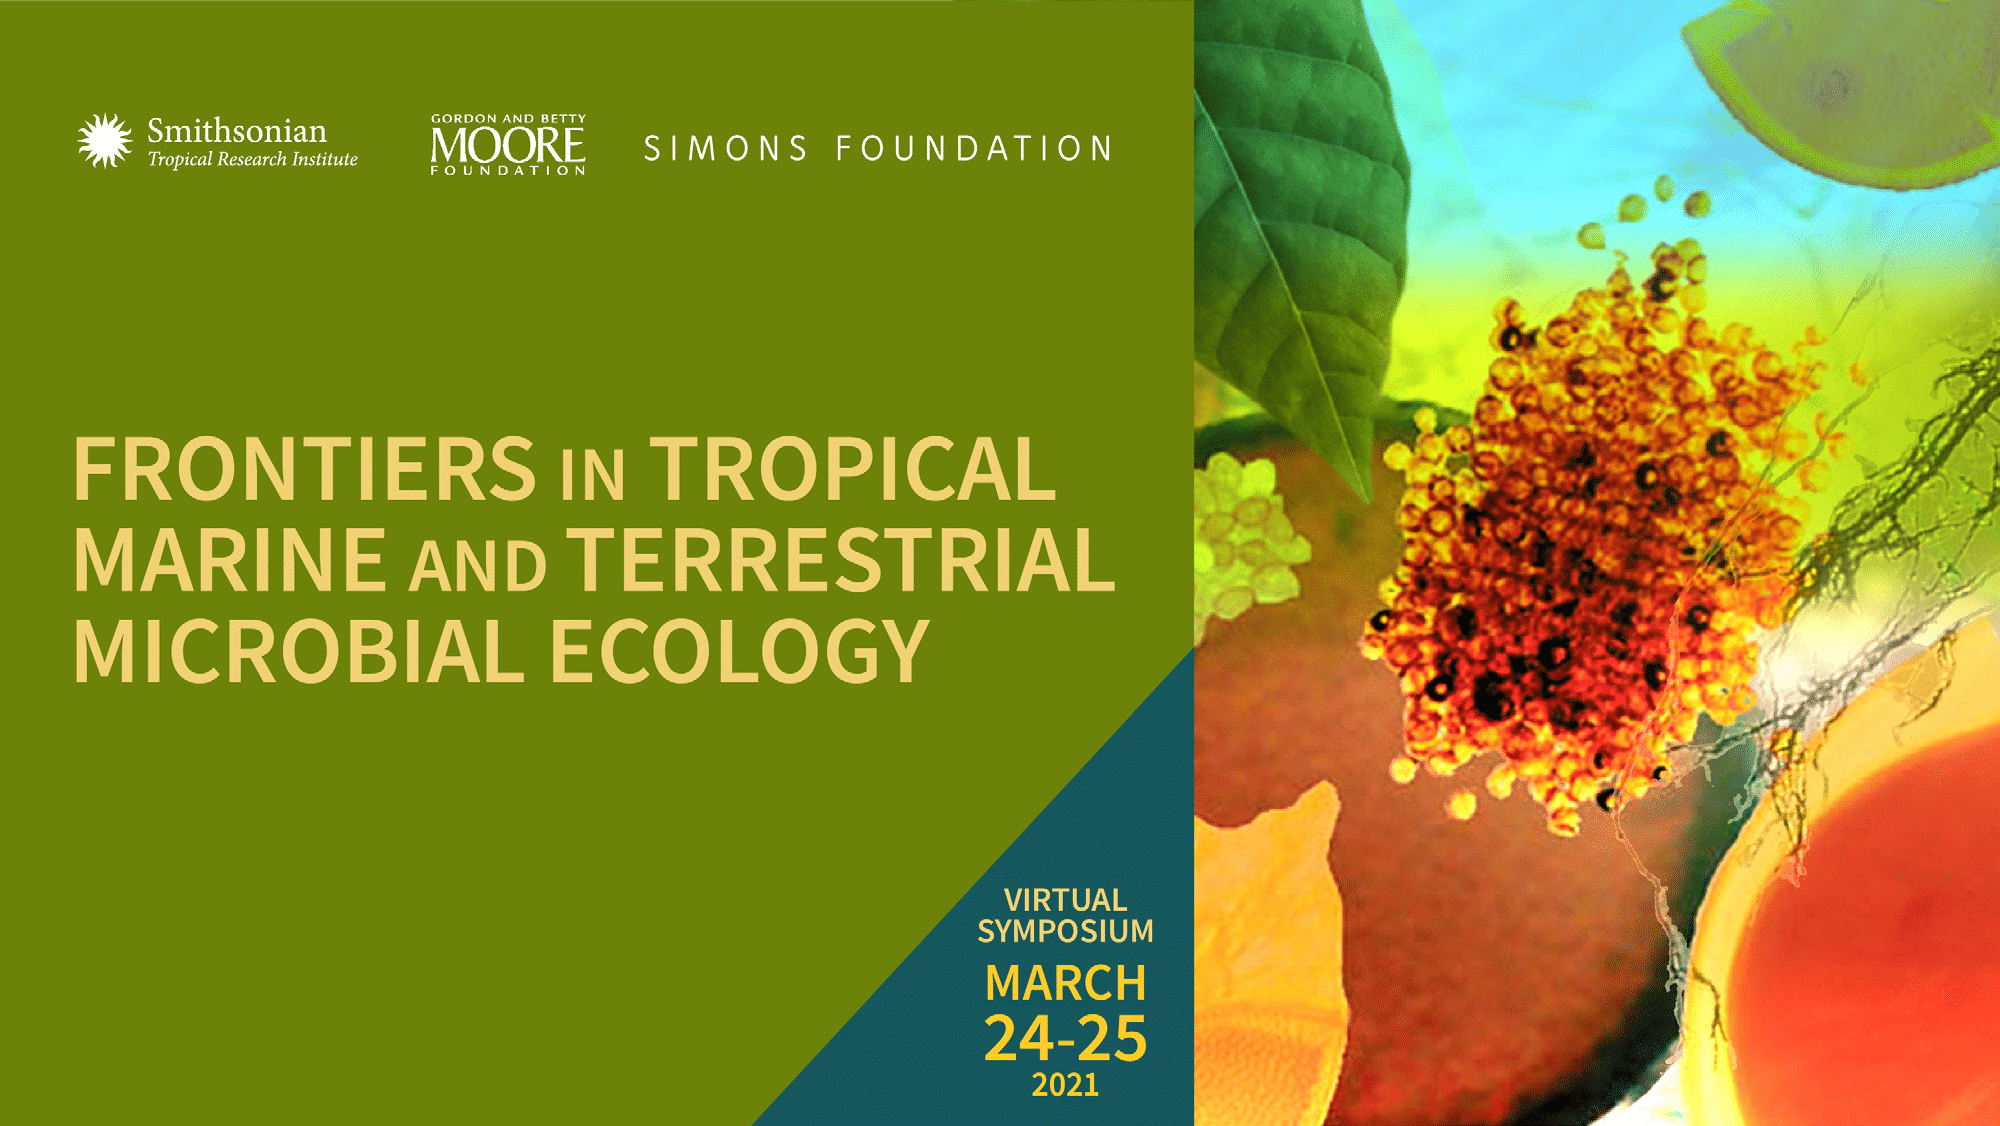 Smithsonian
Tropical Research Institute
GORDON AND BETTY
MOORE
FOUNDATION
SIMONS FOUNDATION
FRONTIERS IN TROPICAL
MARINE AND TERRESTRIAL
MICROBIAL ECOLOGY
VIRTUAL
SYMPOSIUM
MARCH
24-25
2021